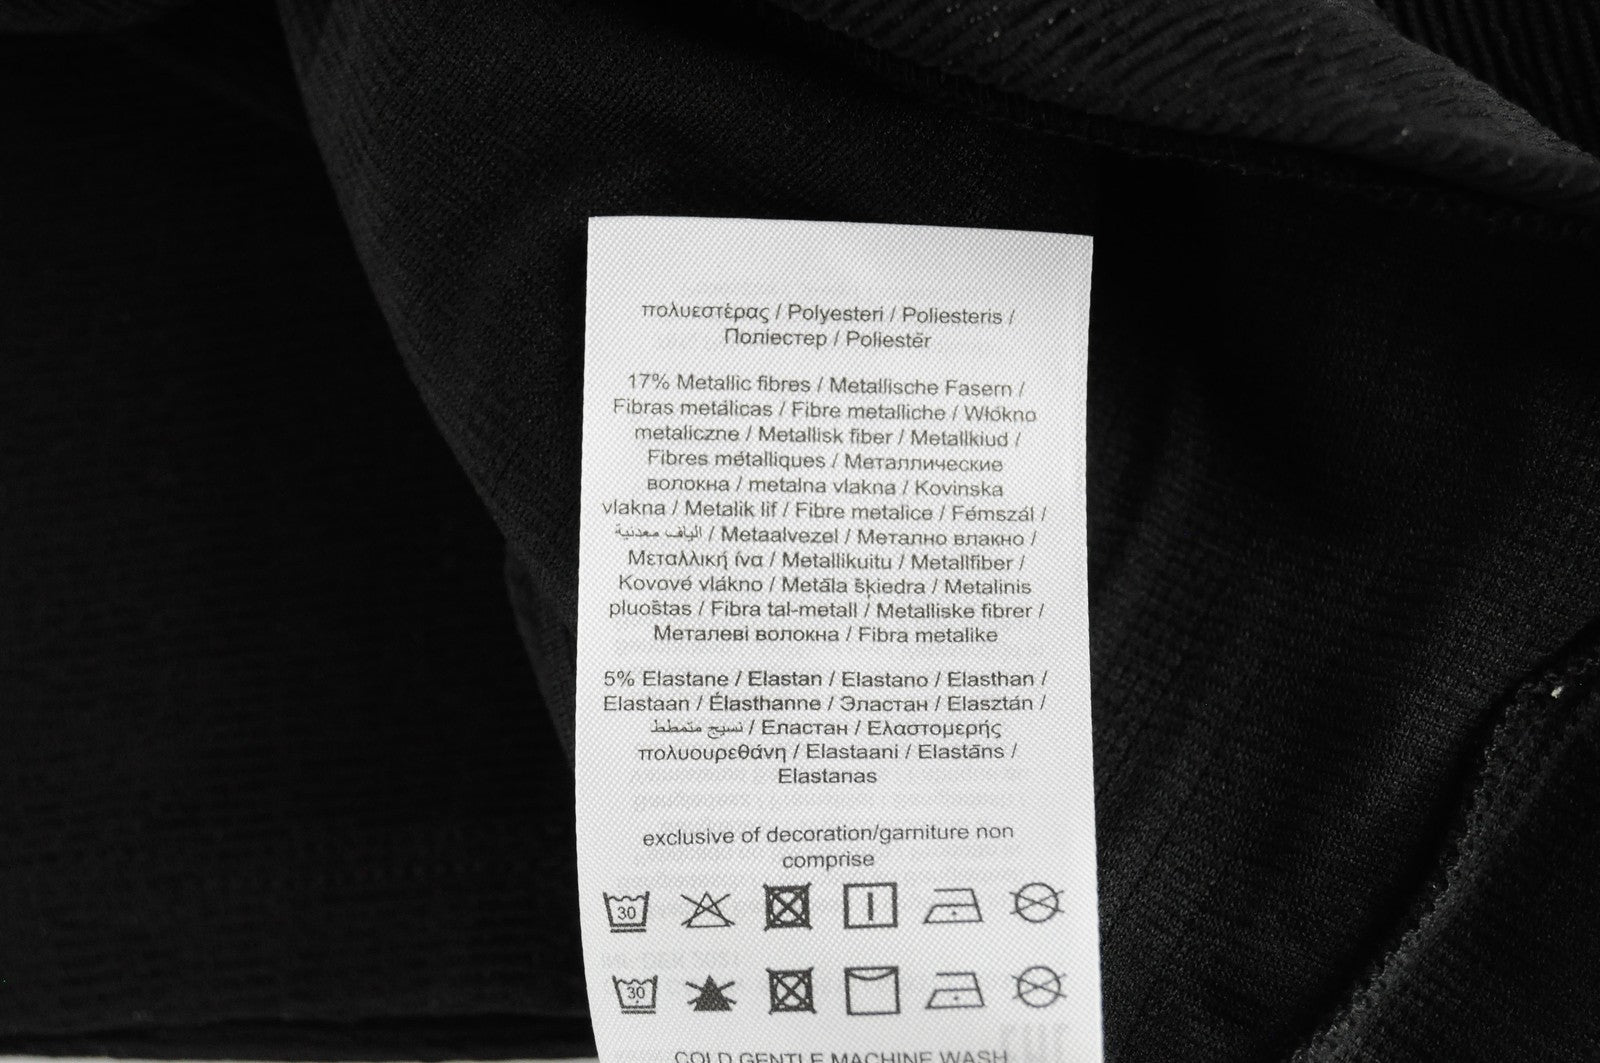 πολυεστέρας / Polyesteri / Poliesteris /
Поліестер / Poliestër
17% Metallic fibres / Metallische Fasern /
Fibras metálicas / Fibre metalliche / Włókno
metaliczne / Metallisk fiber / Metallkiud /
Fibres métalliques / Металлические
волокна / metalna vlakna / Kovinska
vlakna / Metalik lif / Fibre metalice / Fémszál /
الياف معدنية / Metaalvezel / Метално влакно /
Μεταλλική ίνα / Metallikuitu / Metallfiber /
Kovové vlákno / Metāla šķiedra / Metalinis
pluoštas / Fibra tal-metall / Metalliske fibrer /
Металеві волокна / Fibra metalike
5% Elastane / Elastan / Elastano / Elasthan /
Elastaan / Élasthanne / Эластан / Elasztán /
نسيج متمطط / Еластан / Ελαστομερής
πολυουρεθάνη / Elastaani / Elastāns /
Elastanas
exclusive of decoration/garniture non
comprise
30
30
COLD GENTLE MACHINE WASH